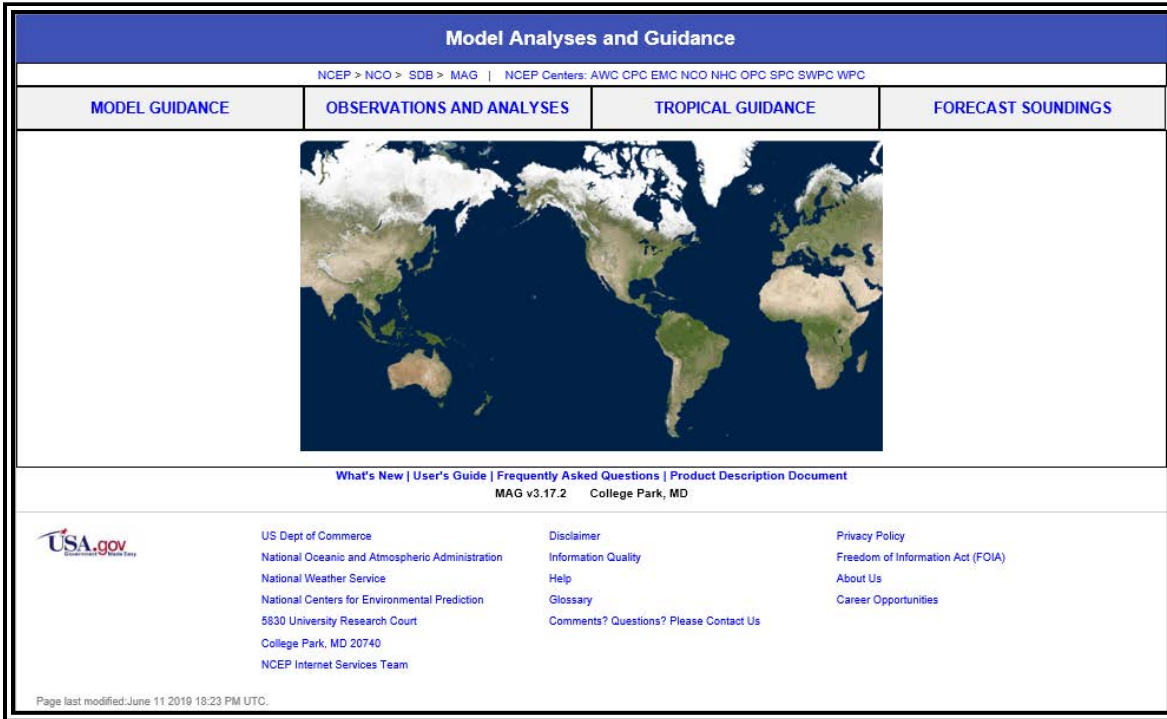 Model Analyses and Guidance
NCEP > NCO > SDB > MAG | NCEP Centers: AWC CPC EMC NCO NHC OPC SPC SWPC WPC
MODEL GUIDANCE OBSERVATIONS AND ANALYSES TROPICAL GUIDANCE FORECAST SOUNDINGS
What's New | User's Guide | Frequently Asked Questions | Product Description Document
MAG v3.17.2 College Park, MD
USA.gov
Government Made Easy
US Dept of Commerce
National Oceanic and Atmospheric Administration
National Weather Service
National Centers for Environmental Prediction
5830 University Research Court
College Park, MD 20740
NCEP Internet Services Team
Disclaimer
Information Quality
Help
Glossary
Comments? Questions? Please Contact Us
Privacy Policy
Freedom of Information Act (FOIA)
About Us
Career Opportunities
Page last modified:June 11 2019 18:23 PM UTC.